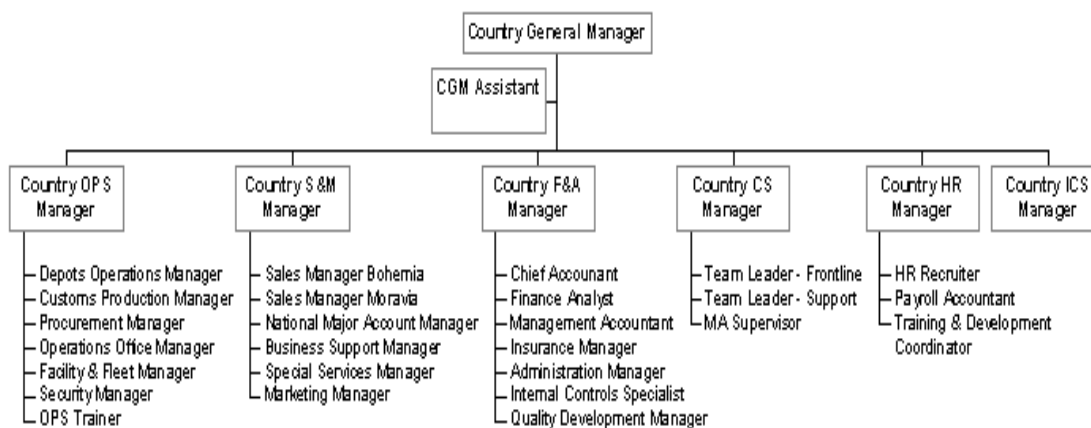 Country General Manager
CGM Assistant
Country OPS
Manager
Country S&M
Manager
Country F&A
Manager
Country CS
Manager
Country HR
Manager
Country ICS
Manager
Depots Operations Manager
Customs Production Manager
Procurement Manager
Operations Office Manager
Facility & Fleet Manager
Security Manager
OPS Trainer
Sales Manager Bohemia
Sales Manager Moravia
National Major Account Manager
Business Support Manager
Special Services Manager
Marketing Manager
Chief Accounant
Finance Analyst
Management Accountant
Insurance Manager
Administration Manager
Internal Controls Specialist
Quality Development Manager
Team Leader - Frontline
Team Leader - Support
MA Supervisor
HR Recruiter
Payroll Accountant
Training & Development
Coordinator